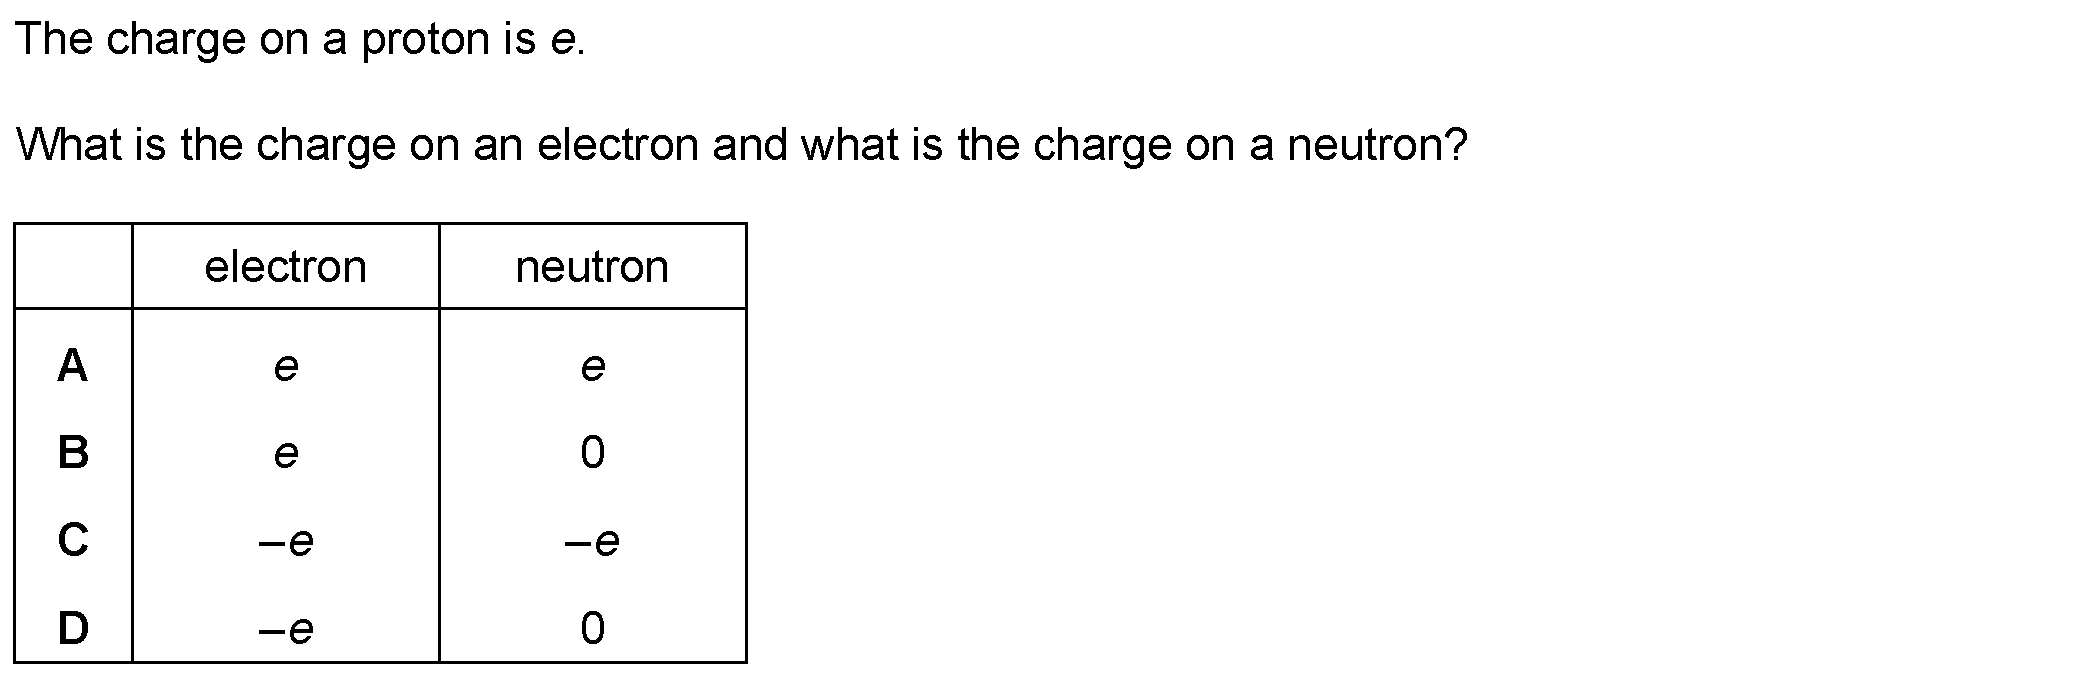 The charge on a proton is e.
What is the charge on an electron and what is the charge on a neutron?
electron neutron
A e e
B e 0
C –e –e
D –e 0